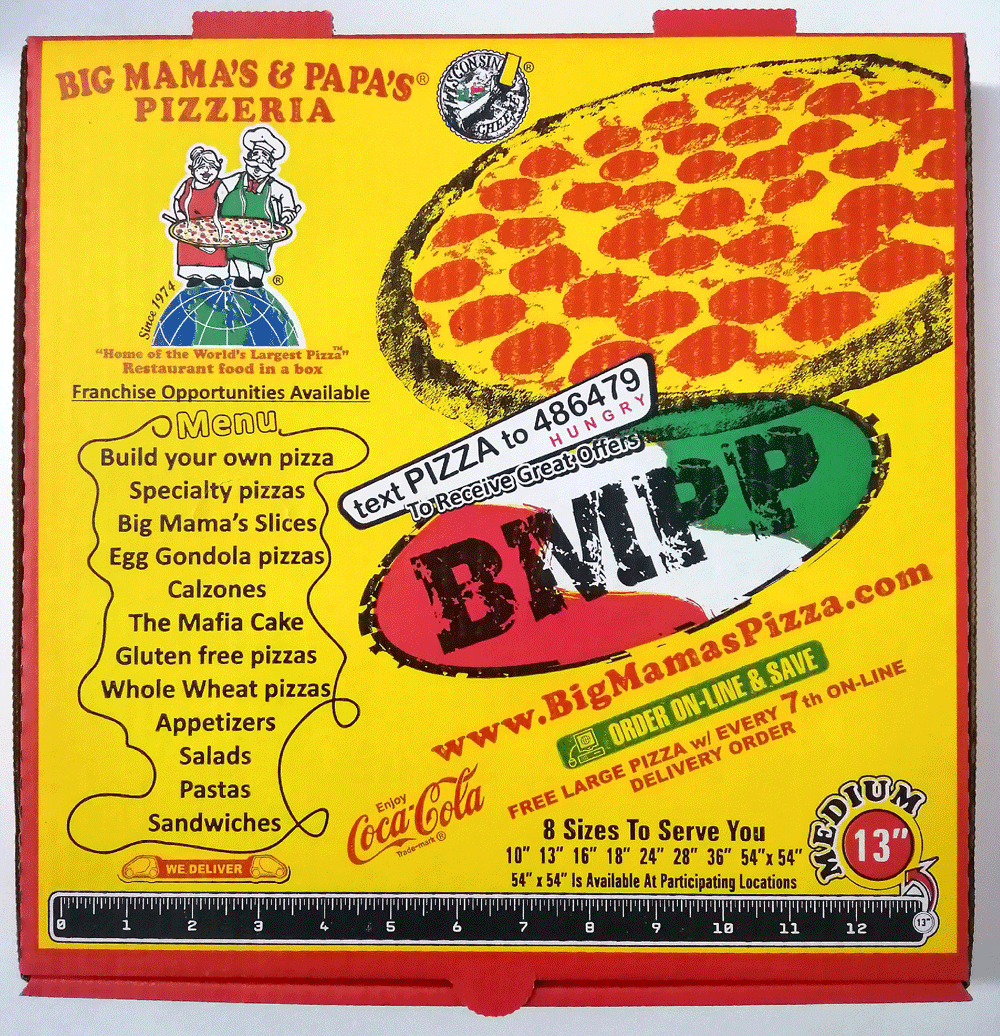 BIG MAMA'S & PAPA'S®
PIZZERIA
WISCONSIN
CHEESE
®
Since 1974
®
"Home of the World's Largest Pizza"™
Restaurant food in a box
Franchise Opportunities Available
Menu
Build your own pizza
Specialty pizzas
Big Mama's Slices
Egg Gondola pizzas
Calzones
The Mafia Cake
Gluten free pizzas
Whole Wheat pizzas
Appetizers
Salads
Pastas
Sandwiches
WE DELIVER
text PIZZA to 486479
HUNGRY
To Receive Great Offers
BMPP
www.BigMamasPizza.com
ORDER ON-LINE & SAVE
FREE LARGE PIZZA w/ EVERY 7th ON-LINE
DELIVERY ORDER
Enjoy
Coca-Cola
Trade-mark®
8 Sizes To Serve You
10" 13" 16" 18" 24" 28" 36" 54"x 54"
54" x 54" Is Available At Participating Locations
MEDIUM
13"
0 1 2 3 4 5 6 7 8 9 10 11 12 13"